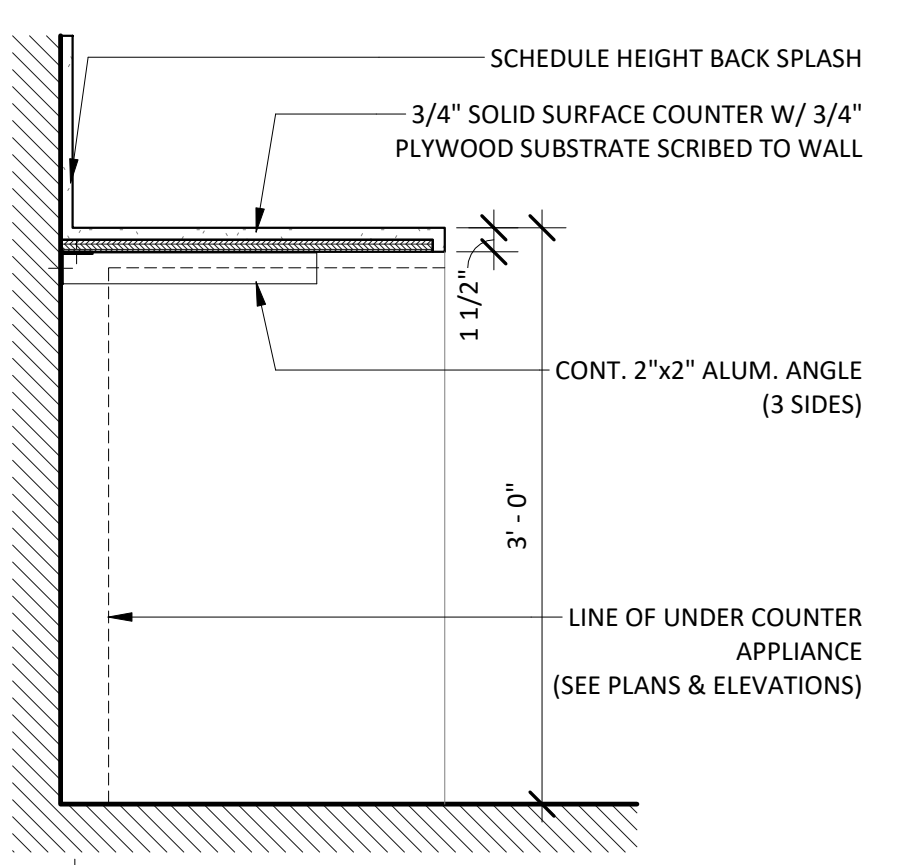 SCHEDULE HEIGHT BACK SPLASH
3/4" SOLID SURFACE COUNTER W/ 3/4"
PLYWOOD SUBSTRATE SCRIBED TO WALL
1 1/2"
CONT. 2"x2" ALUM. ANGLE
(3 SIDES)
3' - 0"
LINE OF UNDER COUNTER
APPLIANCE
(SEE PLANS & ELEVATIONS)